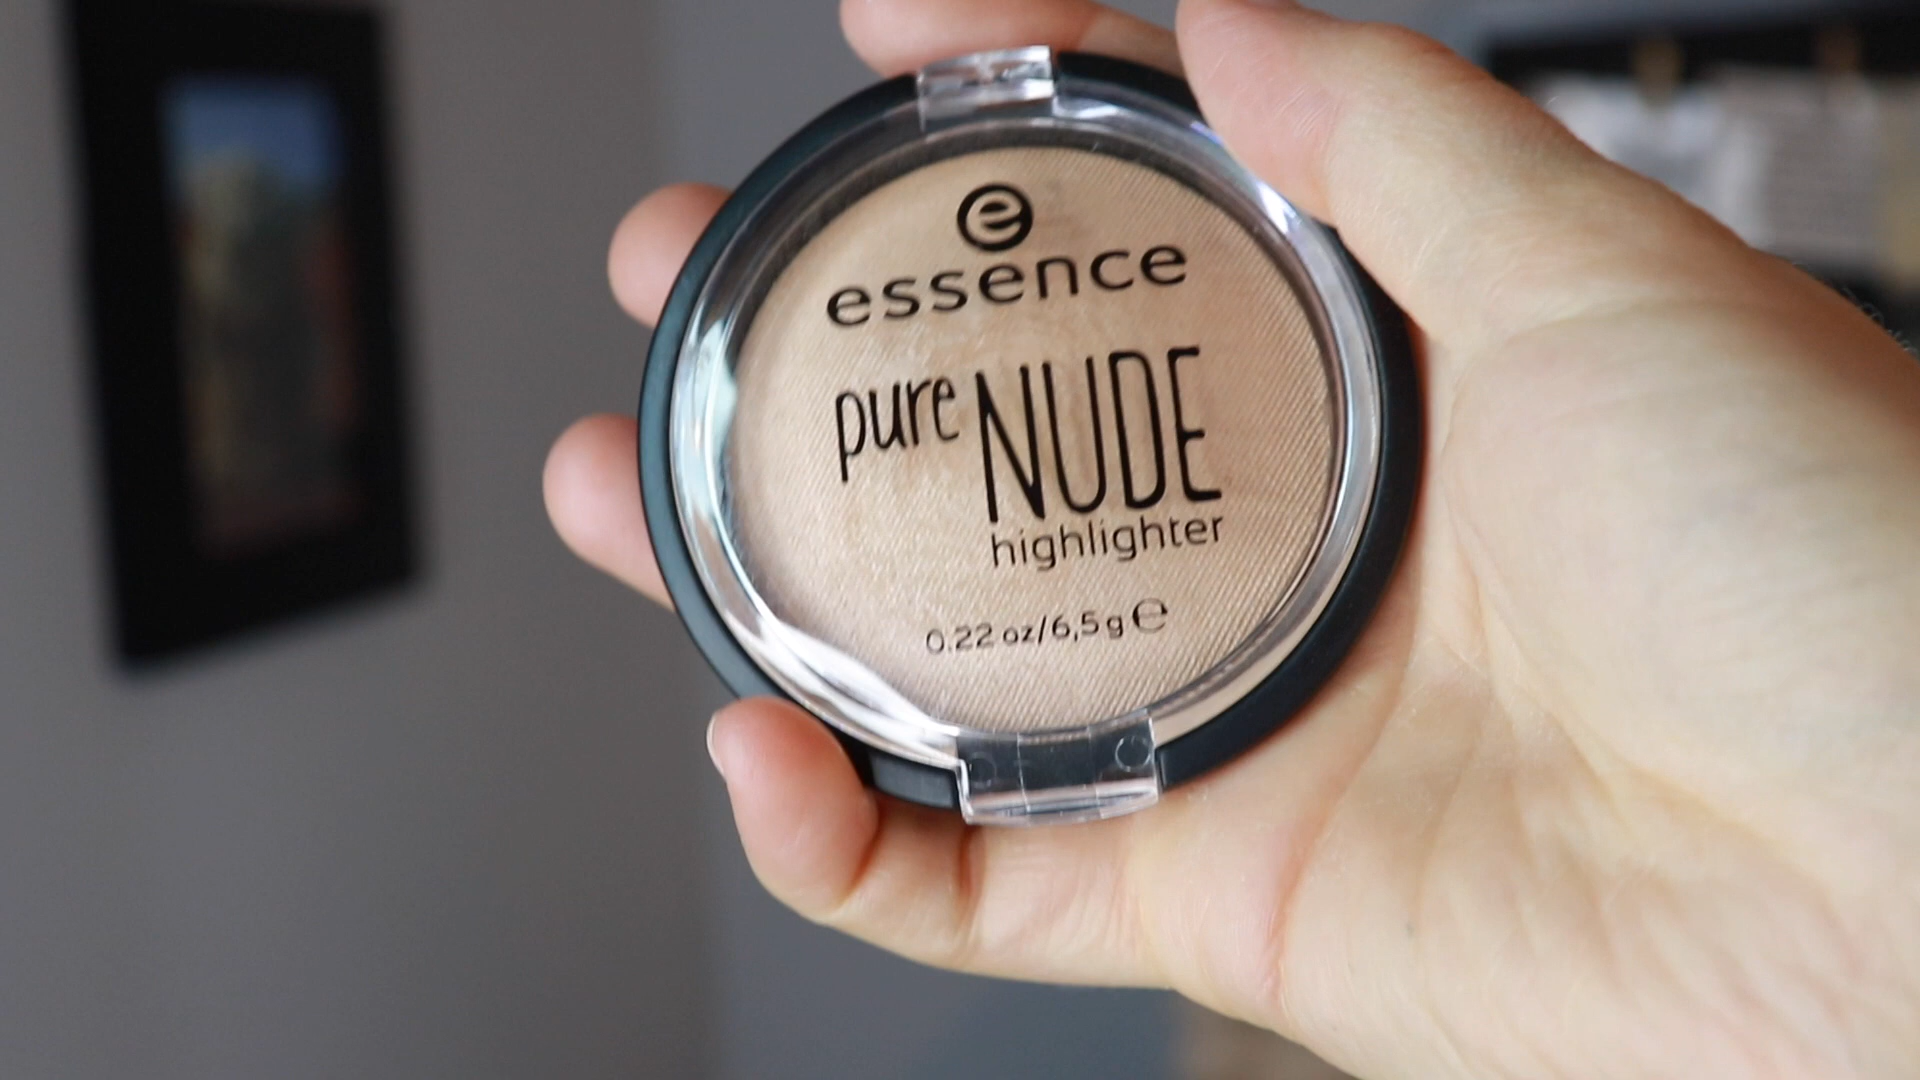 e
essence
pure NUDE
highlighter
0.22 oz/6,5 g ℮